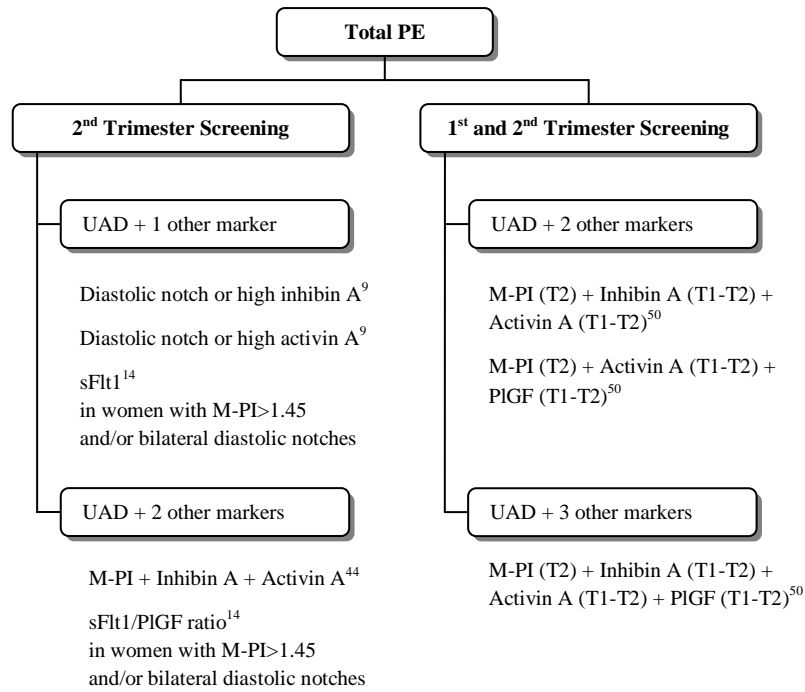 Total PE
2nd Trimester Screening
UAD + 1 other marker
Diastolic notch or high inhibin A9
Diastolic notch or high activin A9
sFlt114
in women with M-PI>1.45
and/or bilateral diastolic notches
UAD + 2 other markers
M-PI + Inhibin A + Activin A44
sFlt1/PlGF ratio14
in women with M-PI>1.45
and/or bilateral diastolic notches
1st and 2nd Trimester Screening
UAD + 2 other markers
M-PI (T2) + Inhibin A (T1-T2) +
Activin A (T1-T2)50
M-PI (T2) + Activin A (T1-T2) +
PlGF (T1-T2)50
UAD + 3 other markers
M-PI (T2) + Inhibin A (T1-T2) +
Activin A (T1-T2) + PlGF (T1-T2)50